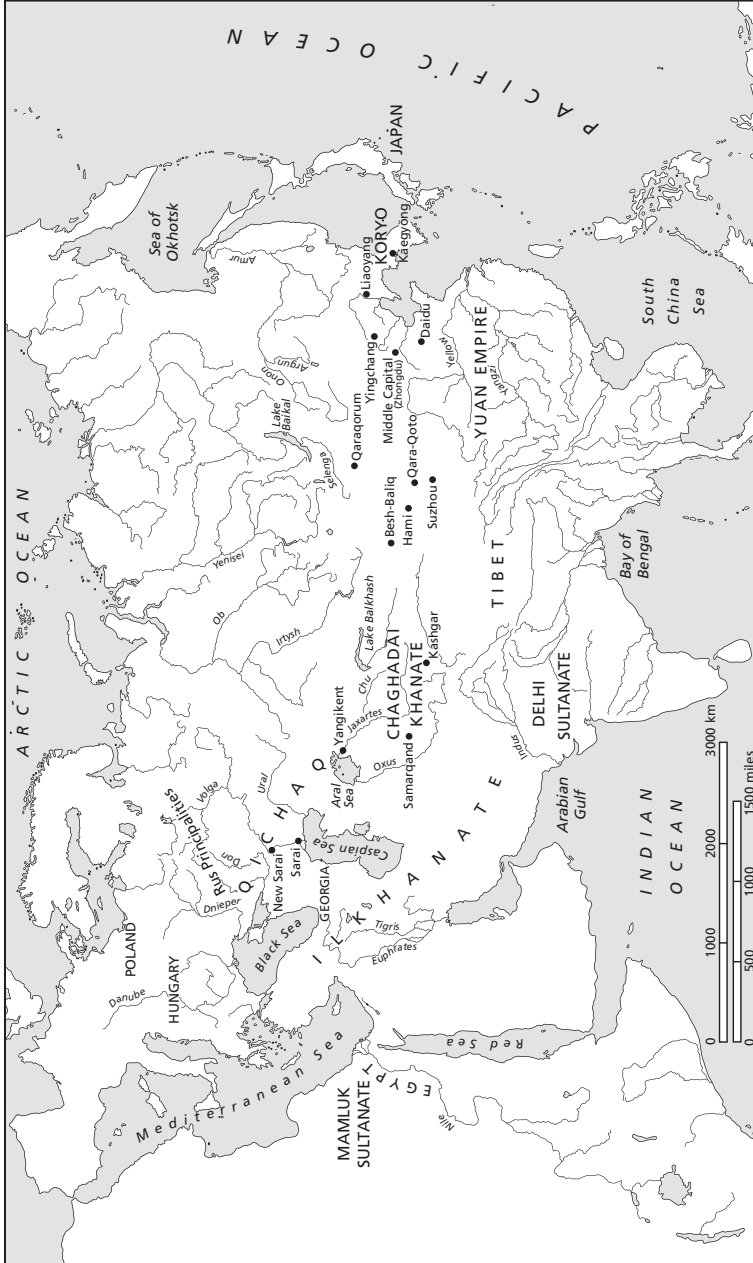 ARCTIC OCEAN
PACIFIC OCEAN
Sea of
Okhotsk
JAPAN
Amur
KORYO
Kaegyŏng
Liaoyang
Argun
Onon
Lake
Baikal
Selenga
Qaraqorum
Yingchang
Middle Capital
(Zhongdu)
Daidu
Yellow
Yangzi
YUAN EMPIRE
South
China
Sea
Yenisei
Ob
Irtysh
Besh-Baliq
Hami
Qara-Qoto
Suzhou
TIBET
Bay of
Bengal
Lake Balkhash
Chu
Jaxartes
CHAGHADAI
KHANATE
Kashgar
Yangikent
Aral
Sea
Oxus
Samarqand
Indus
DELHI
SULTANATE
Volga
Ural
Rus Principalities
Don
Dnieper
QICHAQ
New Sarai
Sarai
Caspian Sea
GEORGIA
Black Sea
POLAND
HUNGARY
Danube
ILKHANATE
Tigris
Euphrates
Arabian
Gulf
INDIAN
OCEAN
Mediterranean Sea
Red Sea
MAMLUK
SULTANATE
EGYPT
Nile
0 1000 2000 3000 km
0 500 1000 1500 miles